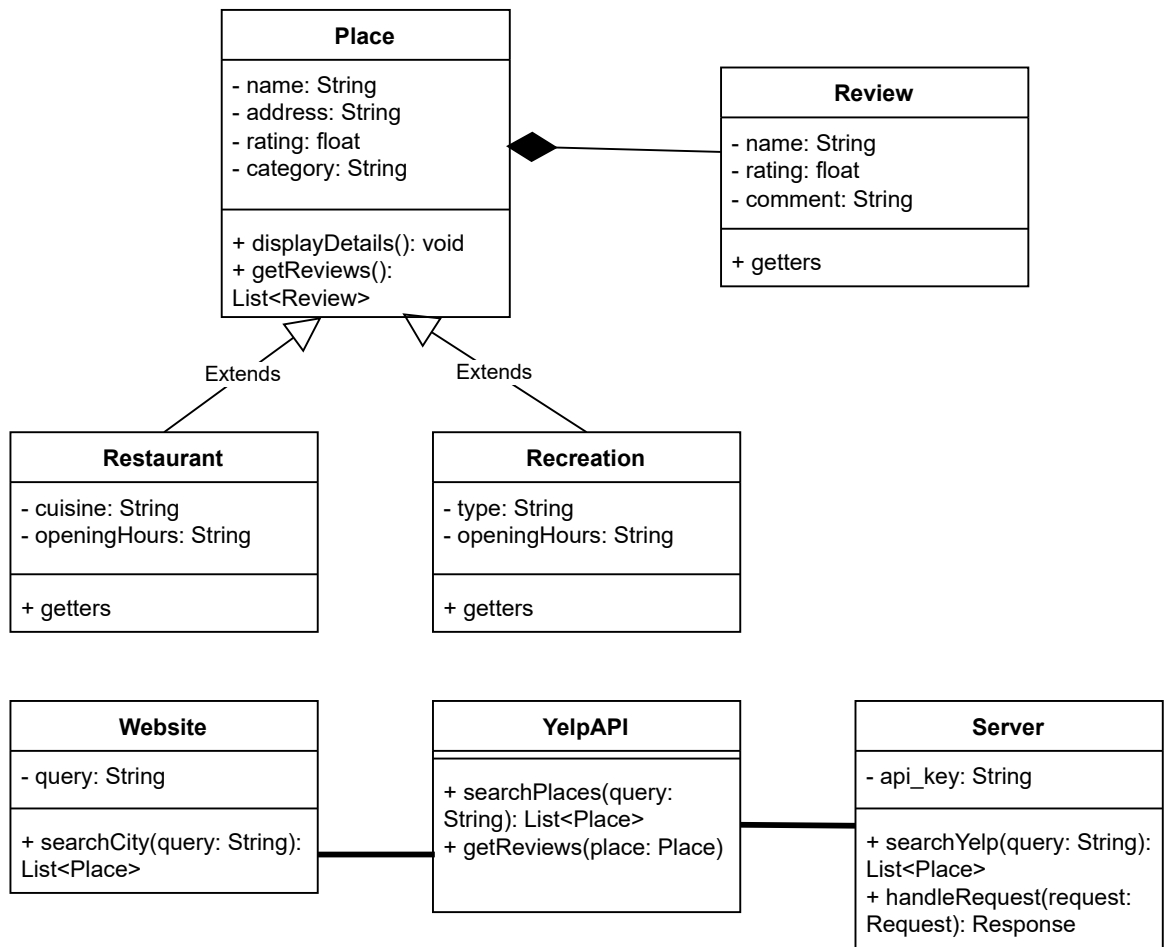 Place
- name: String
- address: String
- rating: float
- category: String
+ displayDetails(): void
+ getReviews():
List<Review>
Review
- name: String
- rating: float
- comment: String
+ getters
Extends
Extends
Restaurant
- cuisine: String
- openingHours: String
+ getters
Recreation
- type: String
- openingHours: String
+ getters
Website
- query: String
+ searchCity(query: String):
List<Place>
YelpAPI
+ searchPlaces(query:
String): List<Place>
+ getReviews(place: Place)
Server
- api_key: String
+ searchYelp(query: String):
List<Place>
+ handleRequest(request:
Request): Response